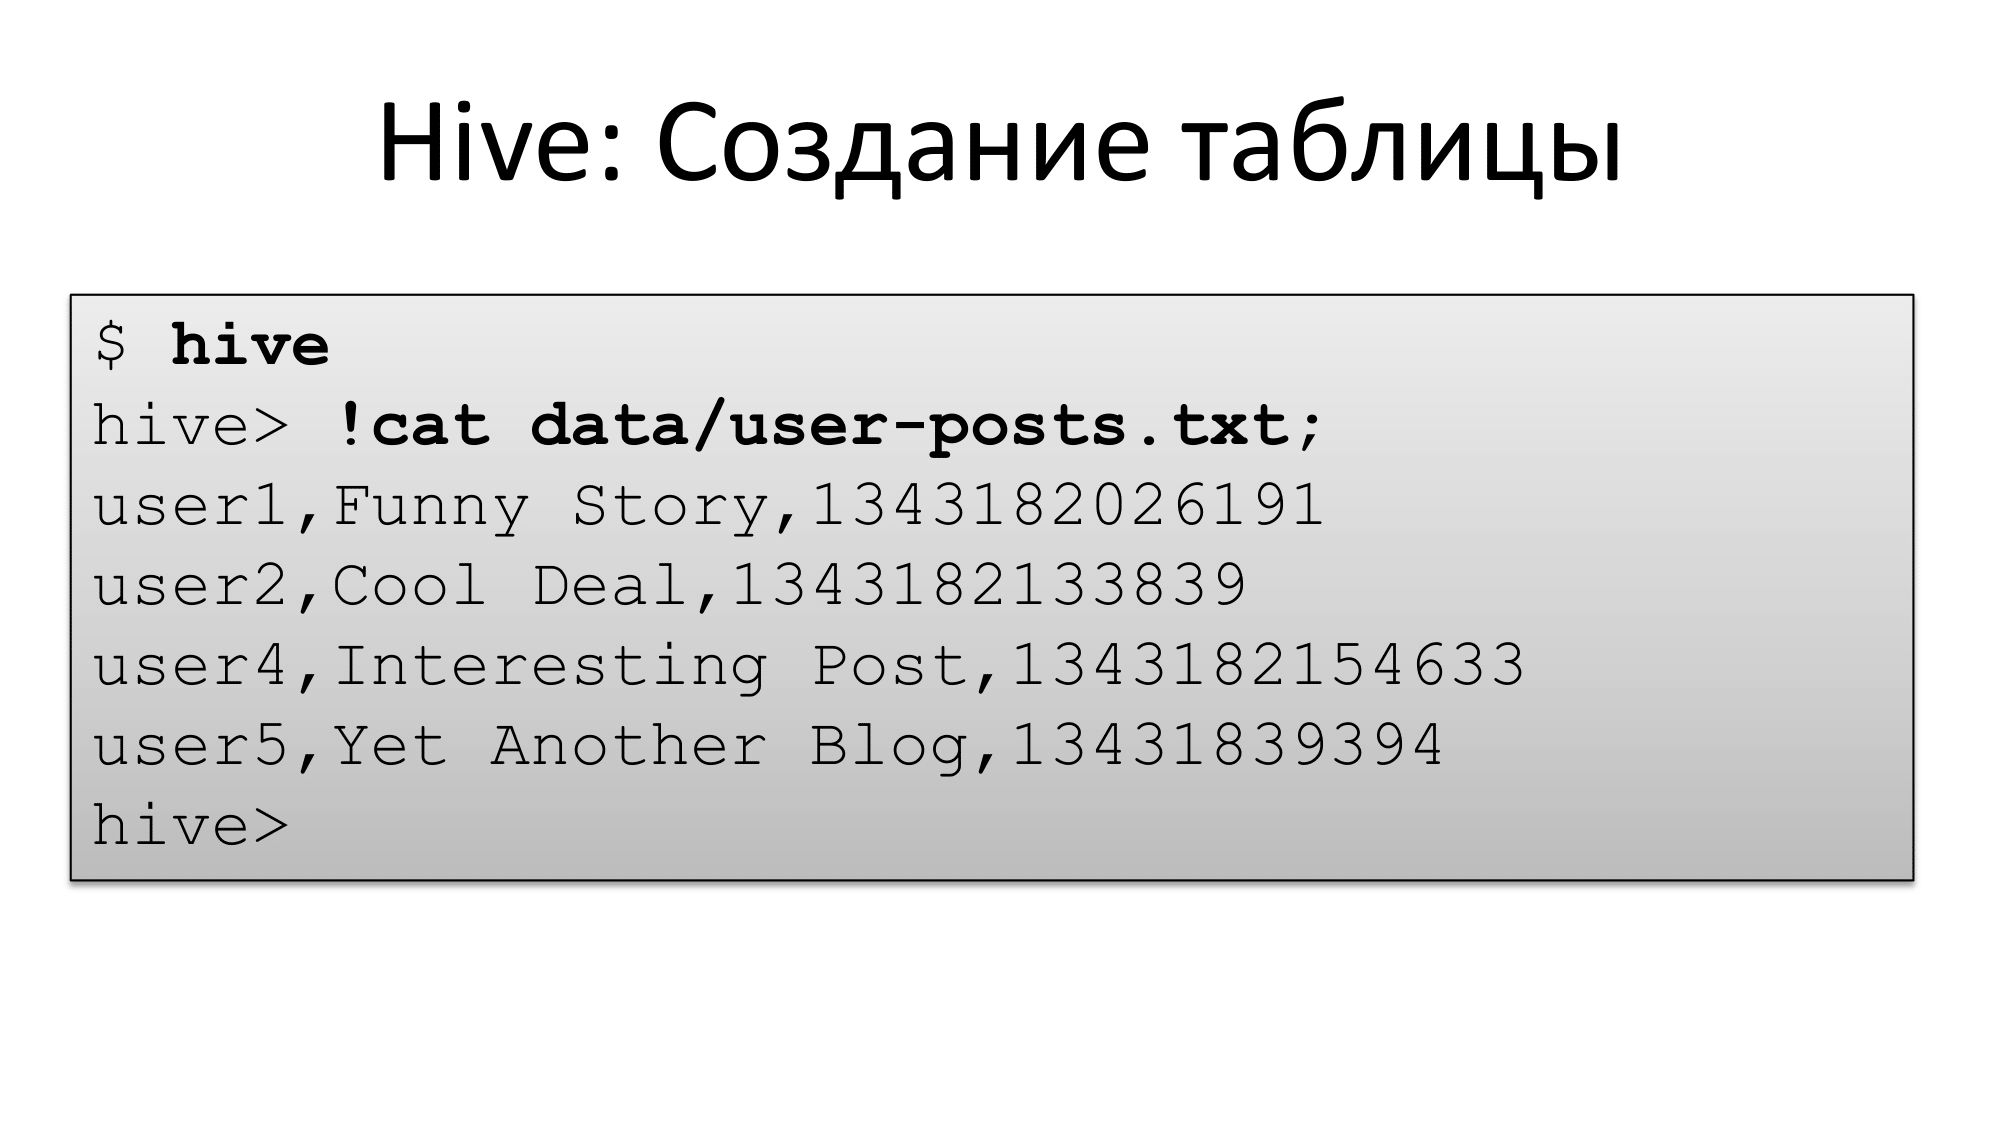 Hive: Создание таблицы
$ hive
hive> !cat data/user-posts.txt;
user1,Funny Story,1343182026191
user2,Cool Deal,1343182133839
user4,Interesting Post,1343182154633
user5,Yet Another Blog,13431839394
hive>